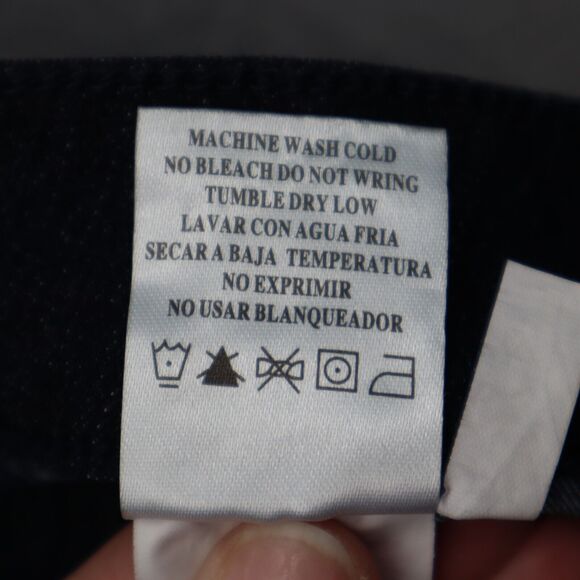 MACHINE WASH COLD
NO BLEACH DO NOT WRING
TUMBLE DRY LOW
LAVAR CON AGUA FRIA
SECAR A BAJA TEMPERATURA
NO EXPRIMIR
NO USAR BLANQUEADOR